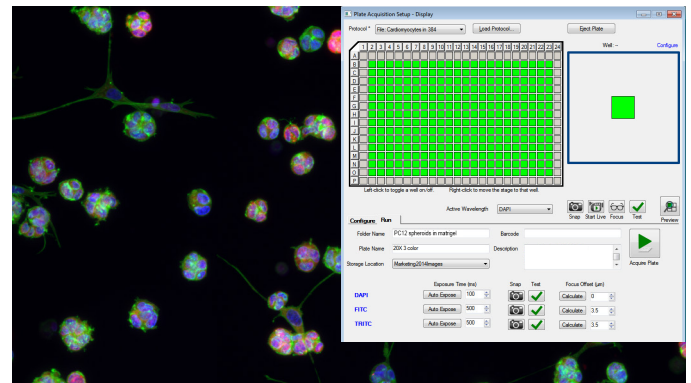 Plate Acquisition Setup - Display
Protocol * File: Cardiomyocytes in 384 Load Protocol... Eject Plate
Well: -- Configure
1 2 3 4 5 6 7 8 9 10 11 12 13 14 15 16 17 18 19 20 21 22 23 24
A
B
C
D
E
F
G
H
I
J
K
L
M
N
O
P
Left-click to toggle a well on/off. Right-click to move the stage to that well.
Active Wavelength DAPI
Snap Start Live Focus Test Preview
Configure Run
Folder Name PC12 spheroids in matrigel Barcode
Plate Name 20X 3 color Description
Storage Location Marketing2014Images Acquire Plate
Exposure Time (ms) Snap Test Focus Offset (µm)
DAPI Auto Expose 100 Calculate 0
FITC Auto Expose 500 Calculate 3.5
TRITC Auto Expose 500 Calculate 3.5